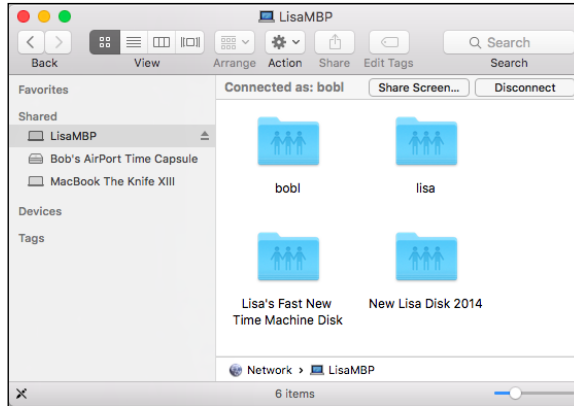 LisaMBP
Search
Back
View
Arrange
Action
Share
Edit Tags
Search
Favorites
Connected as: bobl
Share Screen...
Disconnect
Shared
LisaMBP
Bob's AirPort Time Capsule
MacBook The Knife XIII
Devices
Tags
bobl
lisa
Lisa's Fast New
Time Machine Disk
New Lisa Disk 2014
Network › LisaMBP
6 items